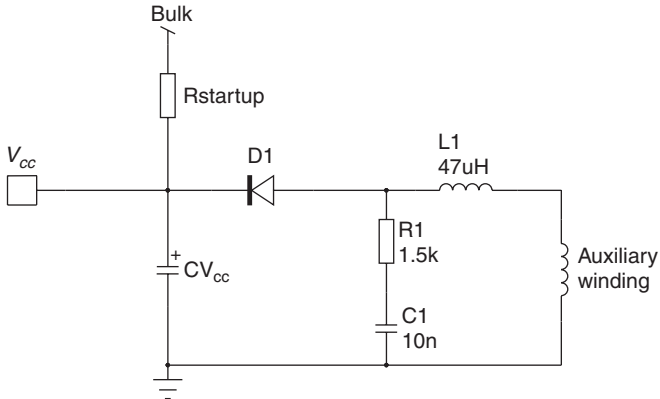 Bulk
Rstartup
Vcc
D1
L1
47uH
R1
1.5k
Auxiliary
winding
+
CVcc
C1
10n